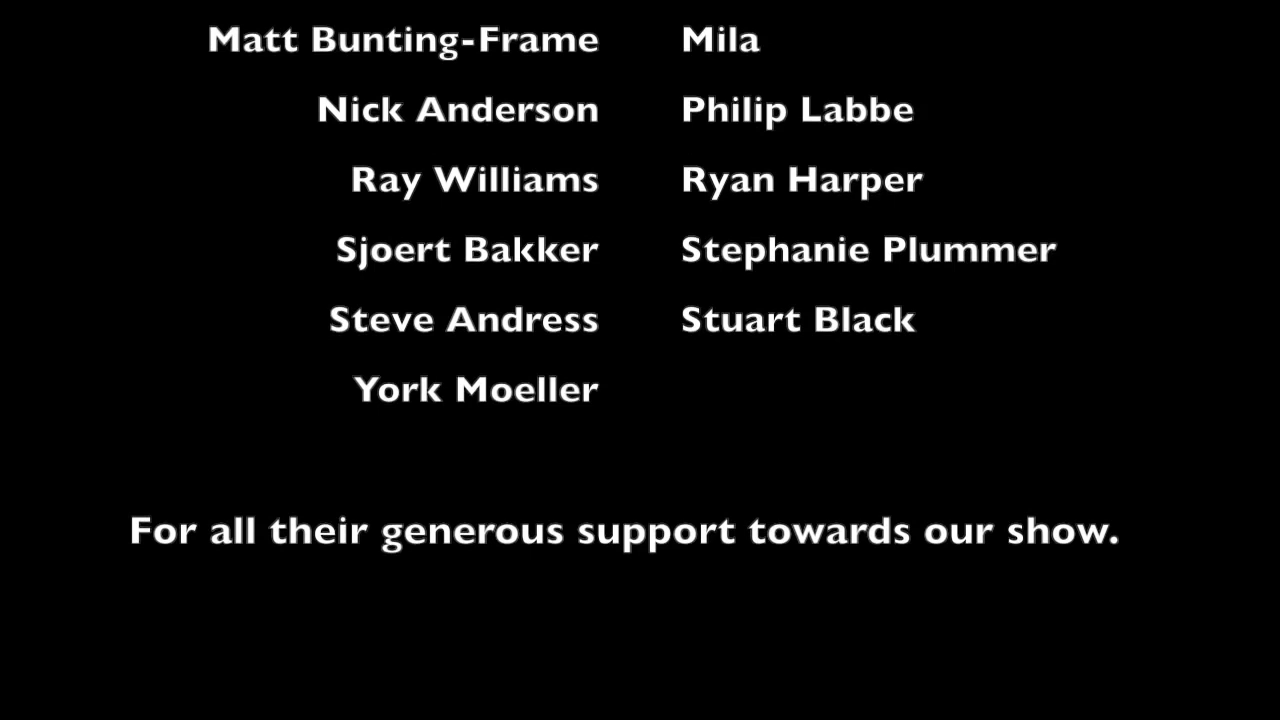 Matt Bunting-Frame Mila
Nick Anderson Philip Labbe
Ray Williams Ryan Harper
Sjoert Bakker Stephanie Plummer
Steve Andress Stuart Black
York Moeller
For all their generous support towards our show.